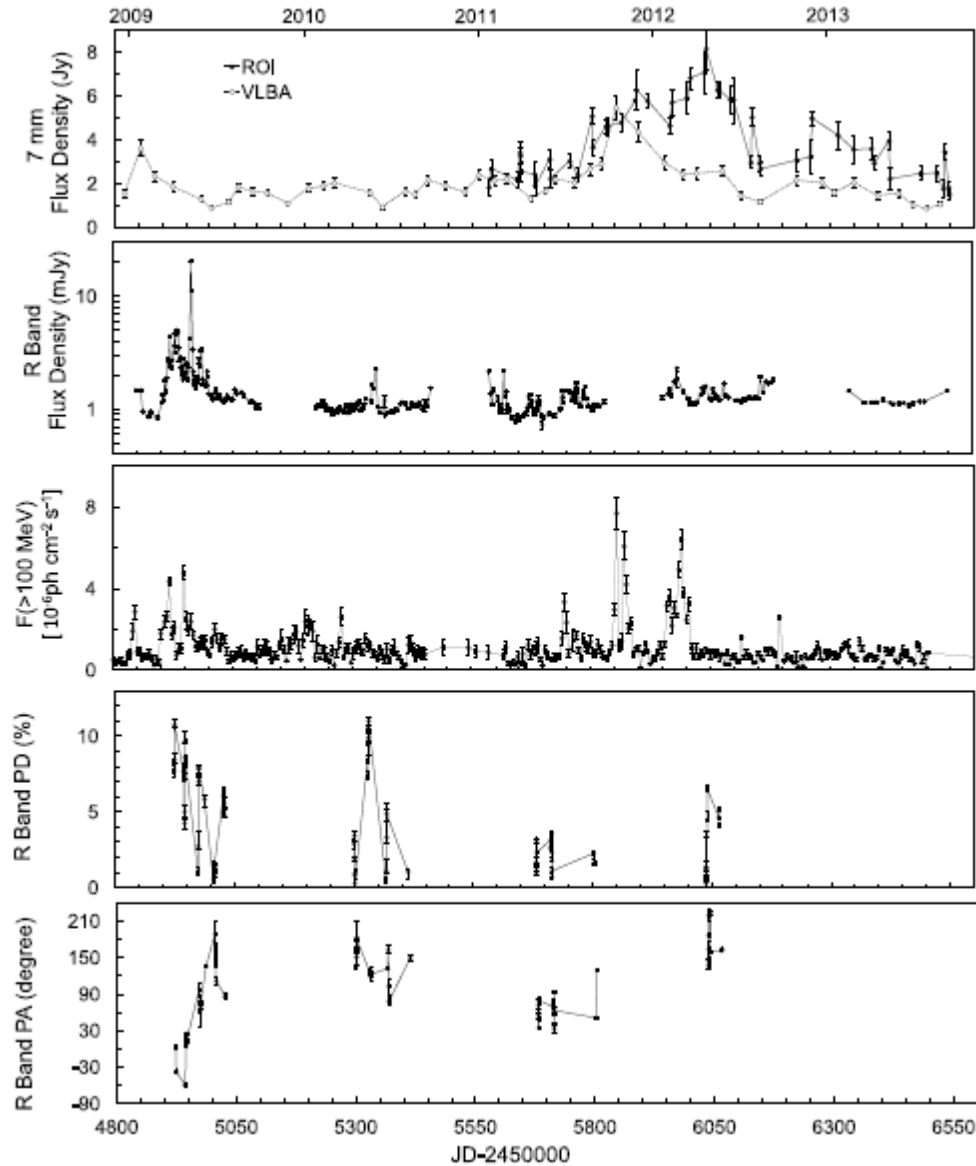 2009 2010 2011 2012 2013
8
6
4
2
0
7 mm
Flux Density (Jy)
ROI
VLBA
10
1
R Band
Flux Density (mJy)
8
4
0
F(>100 MeV)
[ 10⁻⁶ph cm⁻² s⁻¹]
10
5
0
R Band PD (%)
210
150
90
30
-30
-90
R Band PA (degree)
4800 5050 5300 5550 5800 6050 6300 6550
JD-2450000